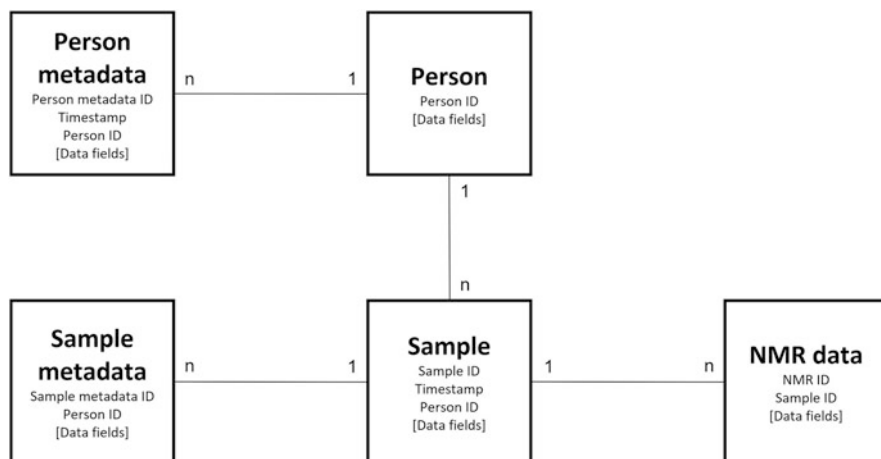 Person
metadata
Person metadata ID
Timestamp
Person ID
[Data fields]
n
1
Person
Person ID
[Data fields]
1
n
Sample
metadata
Sample metadata ID
Person ID
[Data fields]
n
1
Sample
Sample ID
Timestamp
Person ID
[Data fields]
1
n
NMR data
NMR ID
Sample ID
[Data fields]